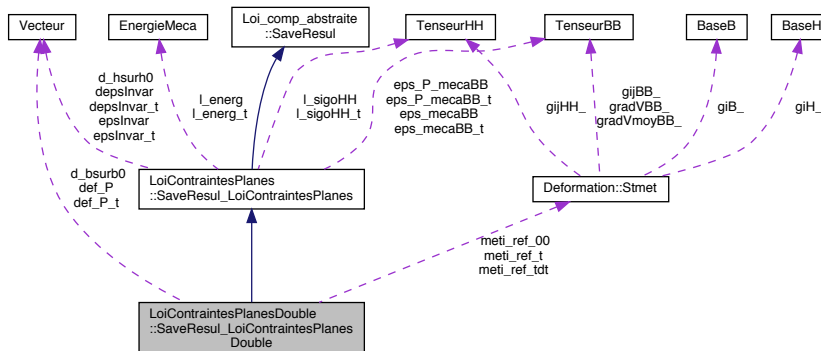 Vecteur
EnergieMeca
Loi_comp_abstraite
::SaveResul
TenseurHH
TenseurBB
BaseB
BaseH
d_hsurh0
depsInvar
depsInvar_t
epsInvar
epsInvar_t
l_energ
l_energ_t
l_sigoHH
l_sigoHH_t
eps_P_mecaBB
eps_P_mecaBB_t
eps_mecaBB
eps_mecaBB_t
gijHH_
gijBB_
gradVBB_
gradVmoyBB_
giB_
giH_
d_bsurb0
def_P
def_P_t
LoiContraintesPlanes
::SaveResul_LoiContraintesPlanes
Deformation::Stmet
meti_ref_00
meti_ref_t
meti_ref_tdt
LoiContraintesPlanesDouble
::SaveResul_LoiContraintesPlanes
Double